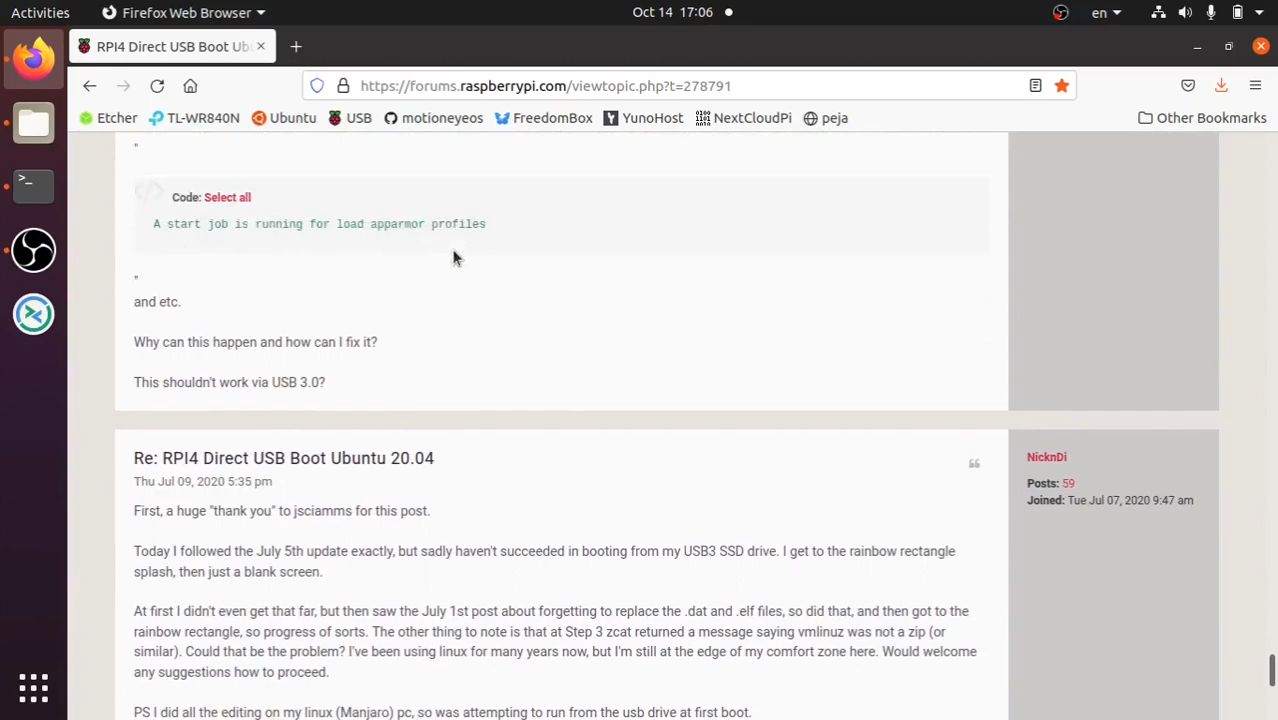 Activities
Firefox Web Browser
Oct 14 17:06
en
RPI4 Direct USB Boot Ub
https://forums.raspberrypi.com/viewtopic.php?t=278791
Etcher
TL-WR840N
Ubuntu
USB
motioneyeos
FreedomBox
YunoHost
NextCloudPi
peja
Other Bookmarks
"
Code: Select all
A start job is running for load apparmor profiles
"
and etc.
Why can this happen and how can I fix it?
This shouldn't work via USB 3.0?
Re: RPI4 Direct USB Boot Ubuntu 20.04
Thu Jul 09, 2020 5:35 pm
NicknDi
Posts: 59
Joined: Tue Jul 07, 2020 9:47 am
First, a huge "thank you" to jsciamms for this post.
Today I followed the July 5th update exactly, but sadly haven't succeeded in booting from my USB3 SSD drive. I get to the rainbow rectangle
splash, then just a blank screen.
At first I didn't even get that far, but then saw the July 1st post about forgetting to replace the .dat and .elf files, so did that, and then got to the
rainbow rectangle, so progress of sorts. The other thing to note is that at Step 3 zcat returned a message saying vmlinuz was not a zip (or
similar). Could that be the problem? I've been using linux for many years now, but I'm still at the edge of my comfort zone here. Would welcome
any suggestions how to proceed.
PS I did all the editing on my linux (Manjaro) pc, so was attempting to run from the usb drive at first boot.